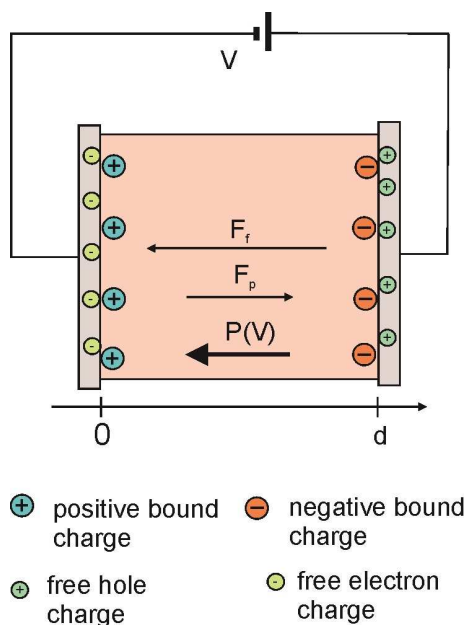 V
F_f
F_p
P(V)
0 d
+ positive bound
charge
− negative bound
charge
+ free hole
charge
- free electron
charge